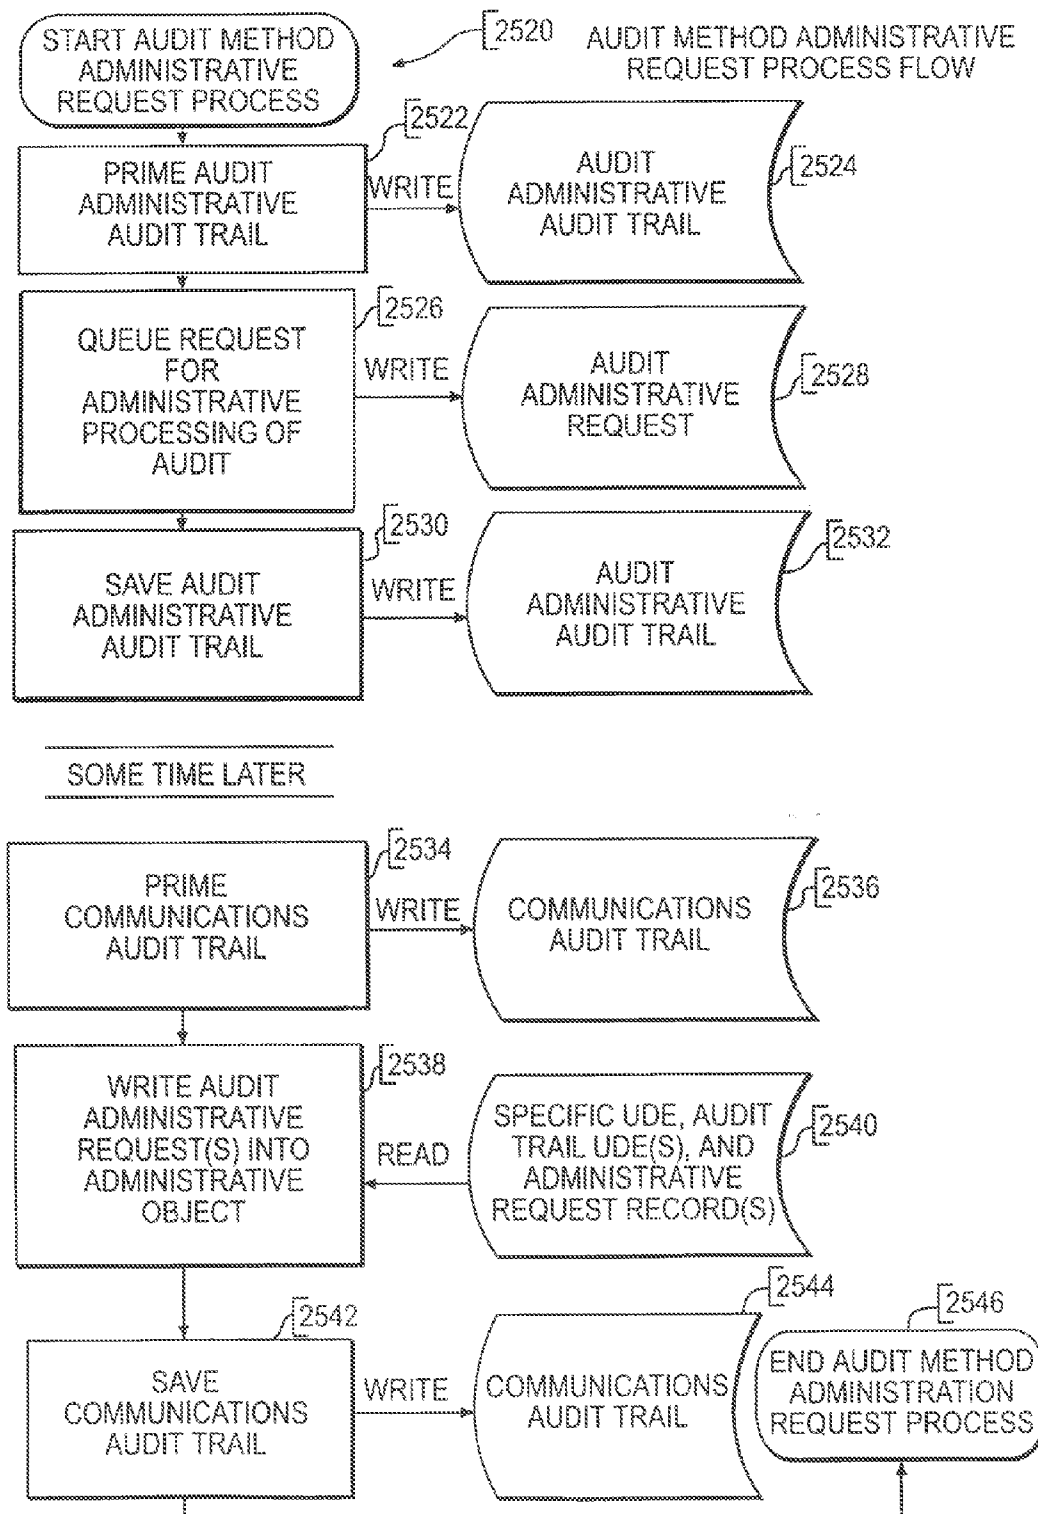 START AUDIT METHOD
ADMINISTRATIVE
REQUEST PROCESS
2520
AUDIT METHOD ADMINISTRATIVE
REQUEST PROCESS FLOW
2522
PRIME AUDIT
ADMINISTRATIVE
AUDIT TRAIL
WRITE
AUDIT
ADMINISTRATIVE
AUDIT TRAIL
2524
2526
QUEUE REQUEST
FOR
ADMINISTRATIVE
PROCESSING OF
AUDIT
WRITE
AUDIT
ADMINISTRATIVE
REQUEST
2528
2530
SAVE AUDIT
ADMINISTRATIVE
AUDIT TRAIL
WRITE
AUDIT
ADMINISTRATIVE
AUDIT TRAIL
2532
SOME TIME LATER
2534
PRIME
COMMUNICATIONS
AUDIT TRAIL
WRITE
COMMUNICATIONS
AUDIT TRAIL
2536
2538
WRITE AUDIT
ADMINISTRATIVE
REQUEST(S) INTO
ADMINISTRATIVE
OBJECT
READ
SPECIFIC UDE, AUDIT
TRAIL UDE(S), AND
ADMINISTRATIVE
REQUEST RECORD(S)
2540
2542
SAVE
COMMUNICATIONS
AUDIT TRAIL
WRITE
COMMUNICATIONS
AUDIT TRAIL
2544
2546
END AUDIT METHOD
ADMINISTRATION
REQUEST PROCESS